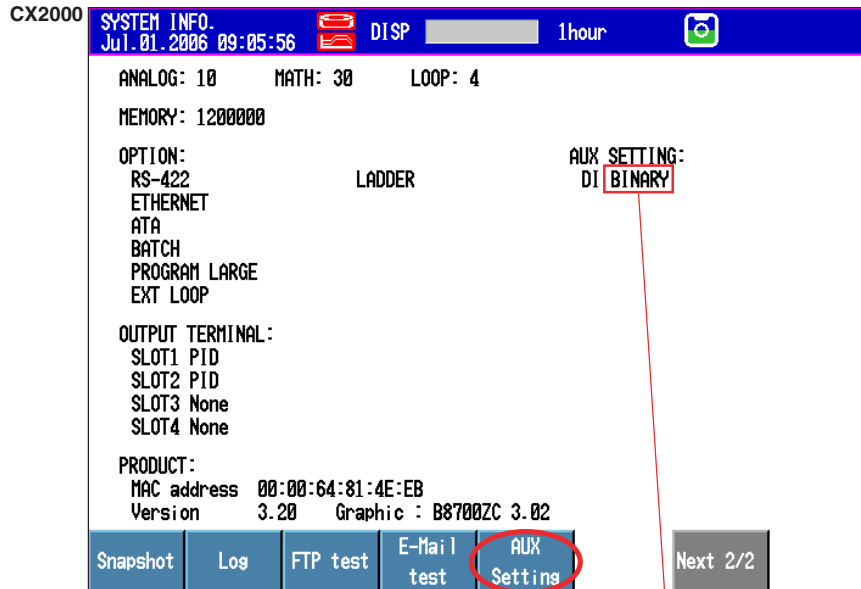 CX2000
SYSTEM INFO.
Jul.01.2006 09:05:56 DISP 1hour
ANALOG: 10 MATH: 30 LOOP: 4
MEMORY: 1200000
OPTION: AUX SETTING:
RS-422 LADDER DI BINARY
ETHERNET
ATA
BATCH
PROGRAM LARGE
EXT LOOP
OUTPUT TERMINAL:
SLOT1 PID
SLOT2 PID
SLOT3 None
SLOT4 None
PRODUCT:
MAC address 00:00:64:81:4E:EB
Version 3.20 Graphic : B8700ZC 3.02
Snapshot Log FTP test E-Mail test AUX Setting Next 2/2